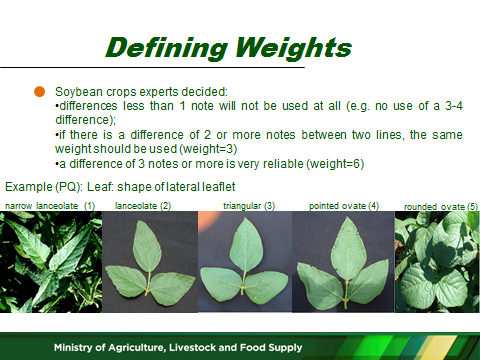 Defining Weights
Soybean crops experts decided:
•differences less than 1 note will not be used at all (e.g. no use of a 3-4
difference);
•if there is a difference of 2 or more notes between two lines, the same
weight should be used (weight=3)
•a difference of 3 notes or more is very reliable (weight=6)
Example (PQ): Leaf: shape of lateral leaflet
narrow lanceolate (1) lanceolate (2) triangular (3) pointed ovate (4) rounded ovate (5)
Ministry of Agriculture, Livestock and Food Supply